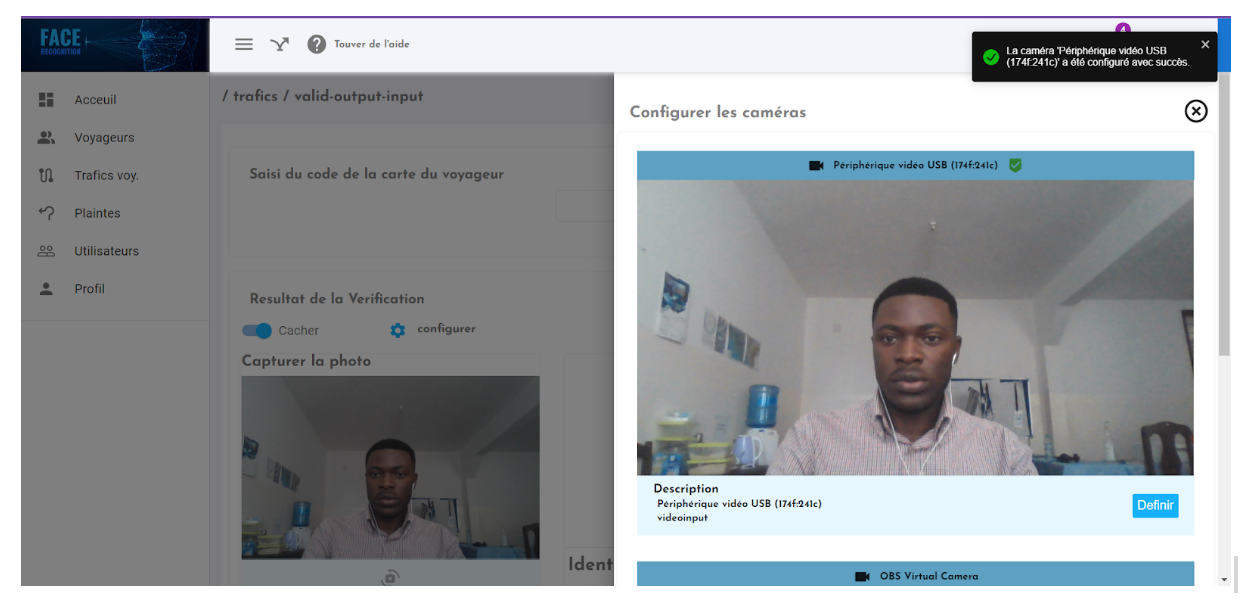 FACE
RECOGNITION
Touver de l'aide
4
La caméra 'Périphérique vidéo USB
(174f:241c)' a été configuré avec succès.
Acceuil
Voyageurs
Trafics voy.
Plaintes
Utilisateurs
Profil
/ trafics / valid-output-input
Saisi du code de la carte du voyageur
Resultat de la Verification
Cacher
configurer
Capturer la photo
Ident
Configurer les caméras
Périphérique vidéo USB (174f:241c)
Description
Périphérique vidéo USB (174f:241c)
videoinput
Definir
OBS Virtual Camera